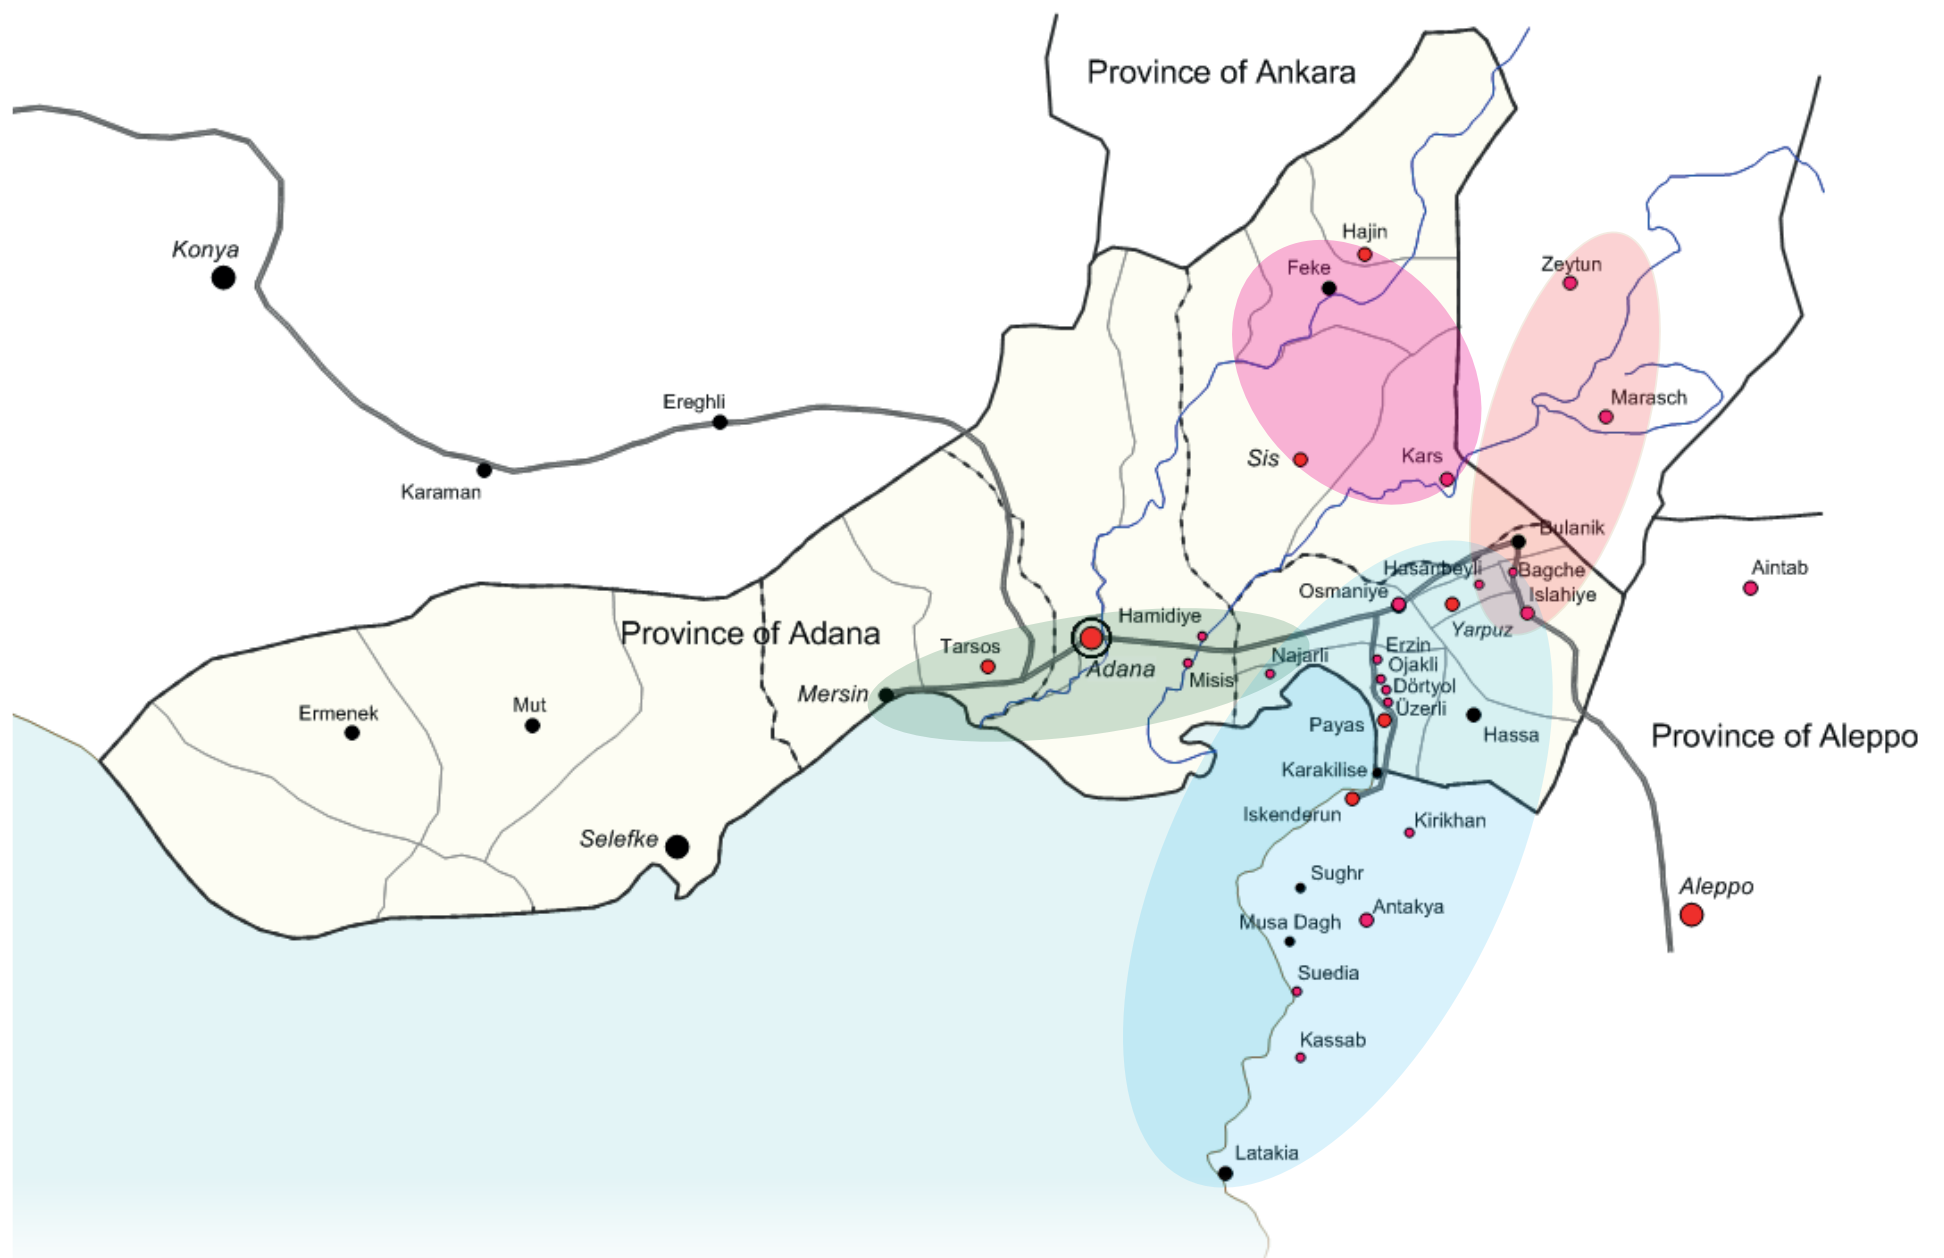 Province of Ankara
Konya
Hajin
Feke
Zeytun
Ereghli
Marasch
Karaman
Sis
Kars
Bulanik
Hasanbeyli
Bagche
Aintab
Osmaniye
Islahiye
Hamidiye
Yarpuz
Province of Adana
Tarsos
Adana
Erzin
Najarli
Ojakli
Misis
Dörtyol
Mersin
Üzerli
Mut
Ermenek
Payas
Hassa
Province of Aleppo
Karakilise
Iskenderun
Kirikhan
Selefke
Sughr
Aleppo
Antakya
Musa Dagh
Suedia
Kassab
Latakia